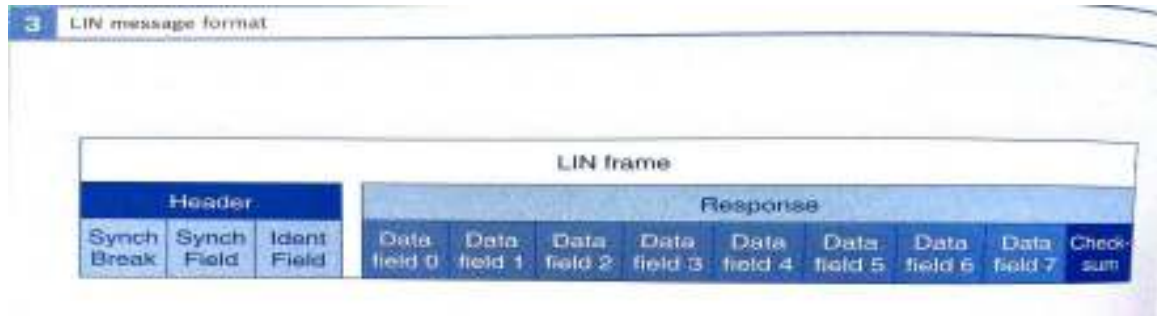 3 LIN message format
LIN frame
Header
Response
Synch Break
Synch Field
Ident Field
Data field 0
Data field 1
Data field 2
Data field 3
Data field 4
Data field 5
Data field 6
Data field 7
Check-
sum